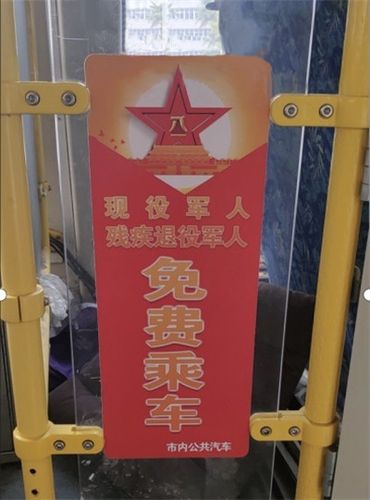 八一
现役军人
残疾退役军人
免费乘车
市内公共汽车